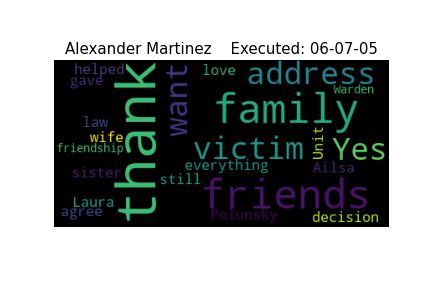 Alexander Martinez    Executed: 06-07-05
helped
love
address
gave
thank
want
Warden
family
law
wife
Unit
friendship
victim
Yes
everything
sister
still
Ailsa
friends
Laura
agree
Polunsky
decision